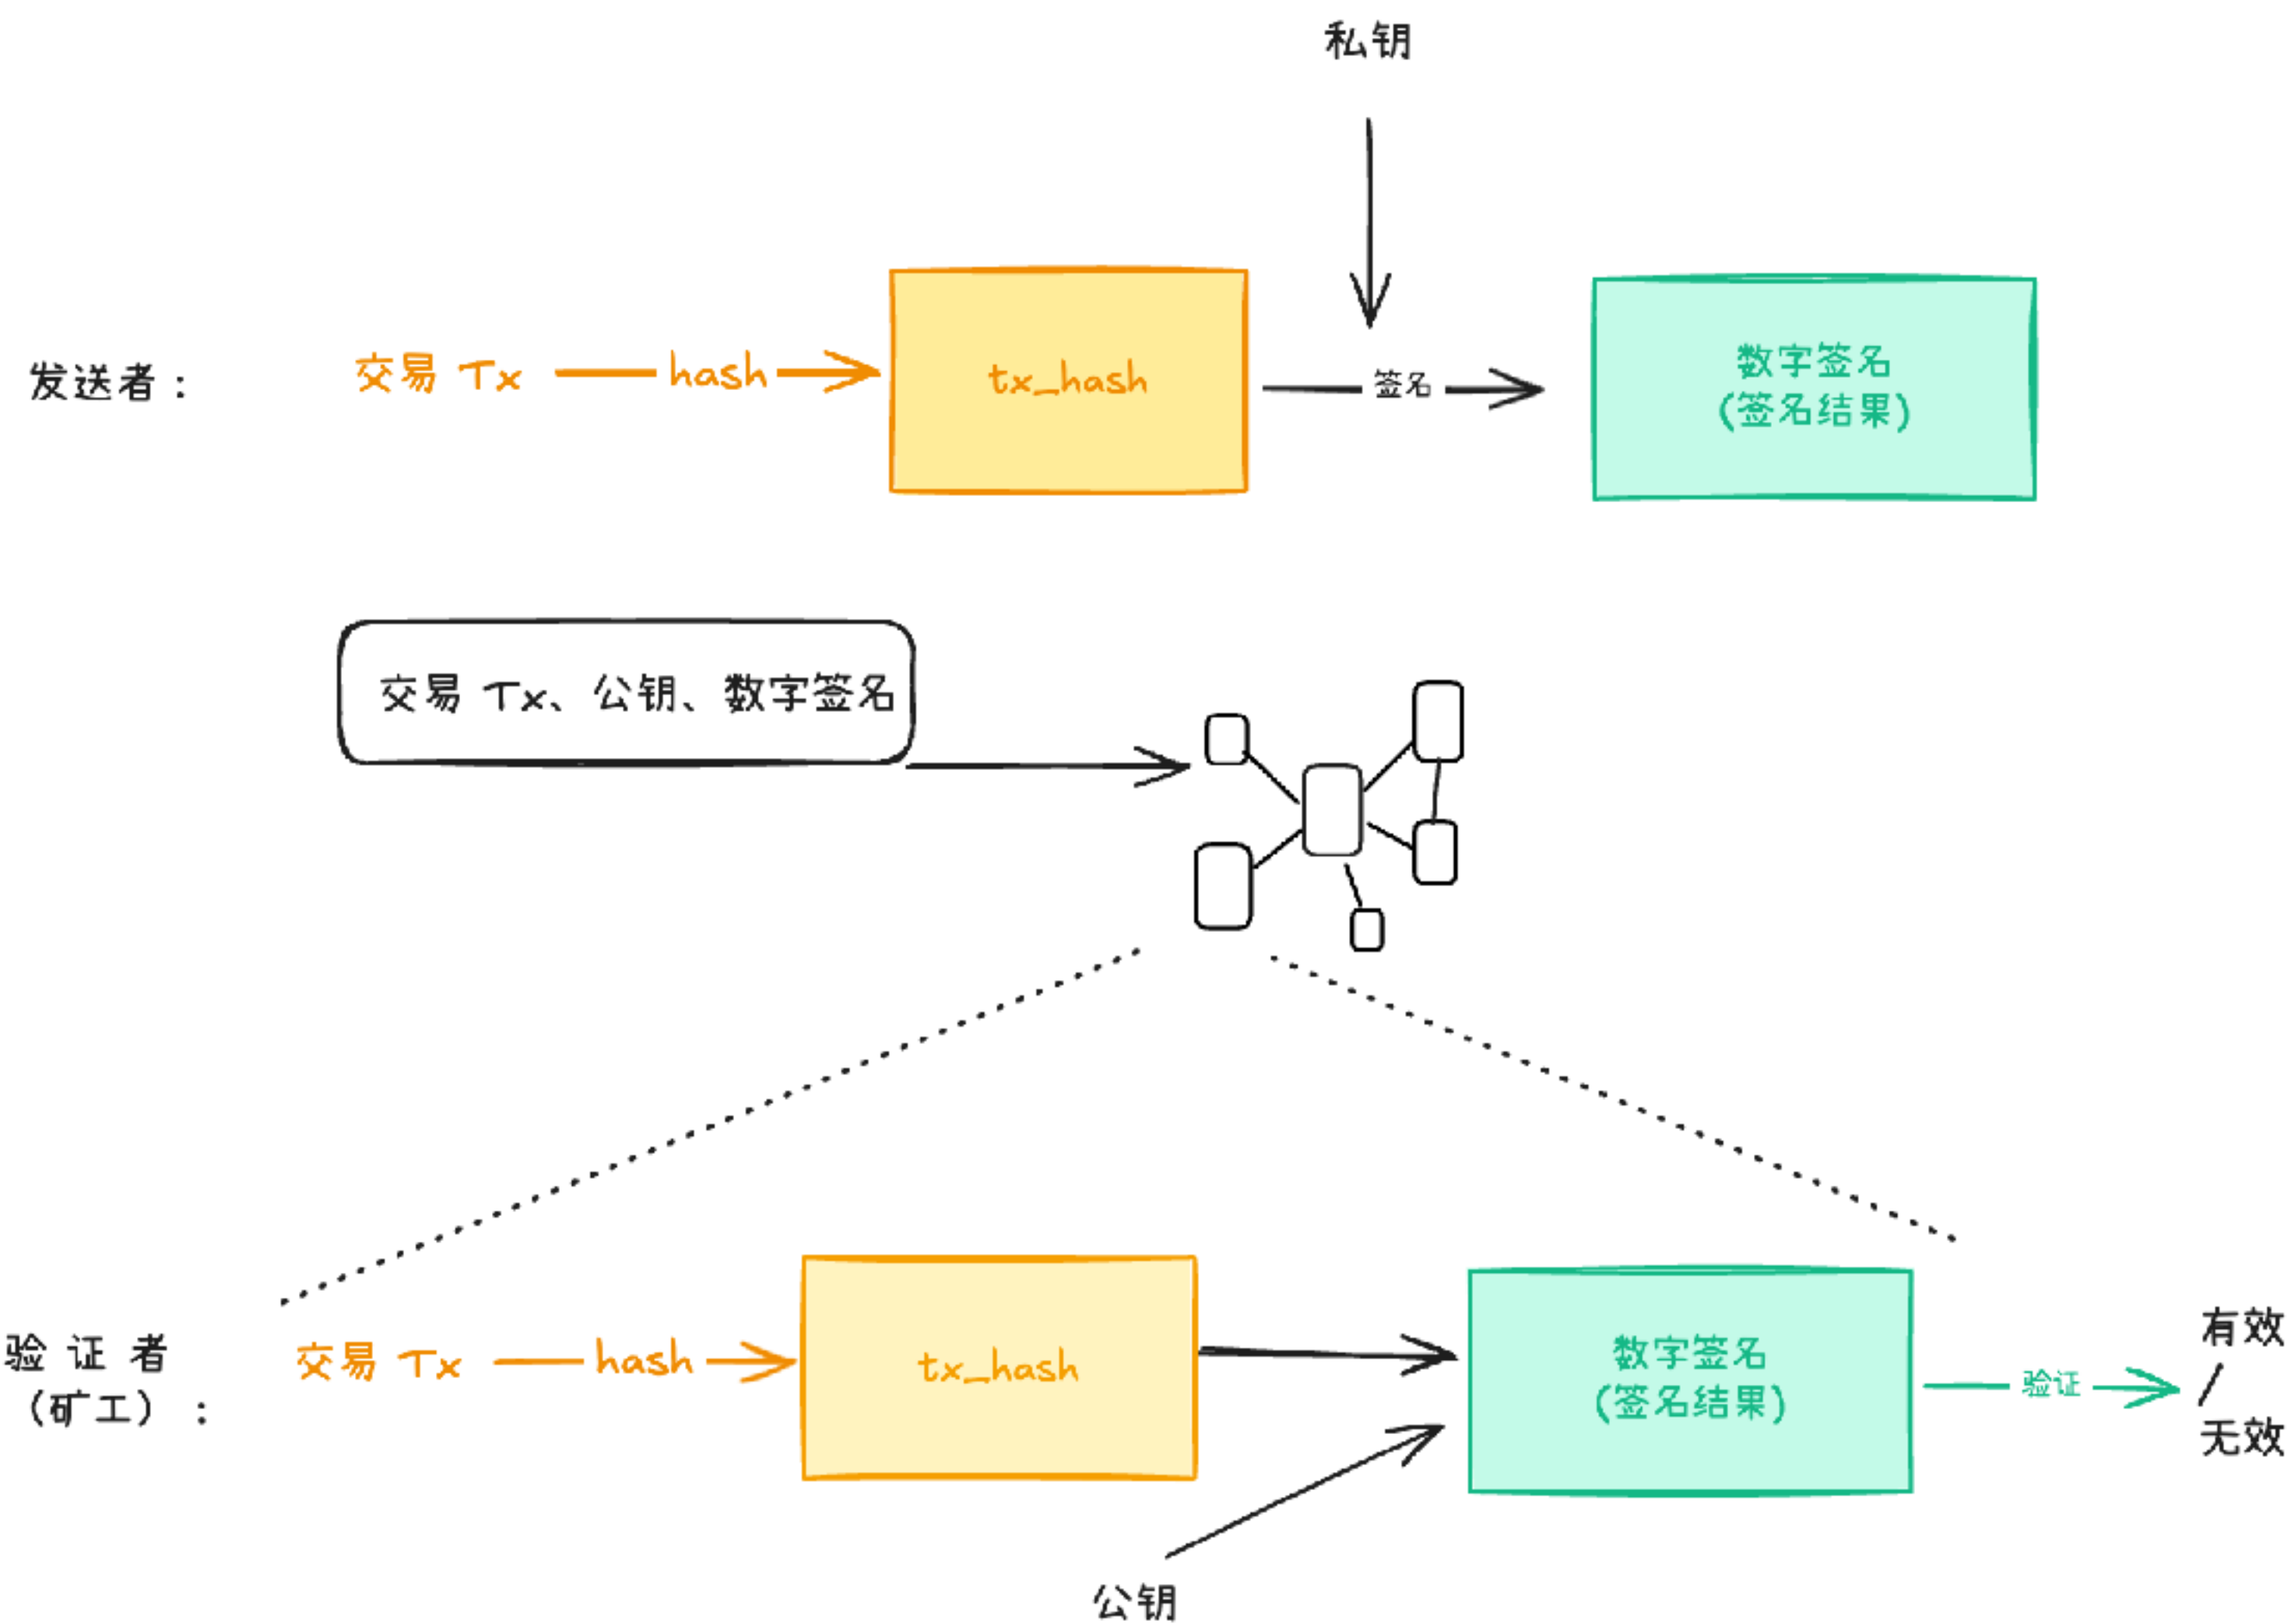 私钥
发送者：
交易 Tx
hash
tx_hash
签名
数字签名
(签名结果)
交易 Tx、公钥、数字签名
验 证 者
（矿工）：
交易 Tx
hash
tx_hash
数字签名
(签名结果)
验证
有效
/
无效
公钥